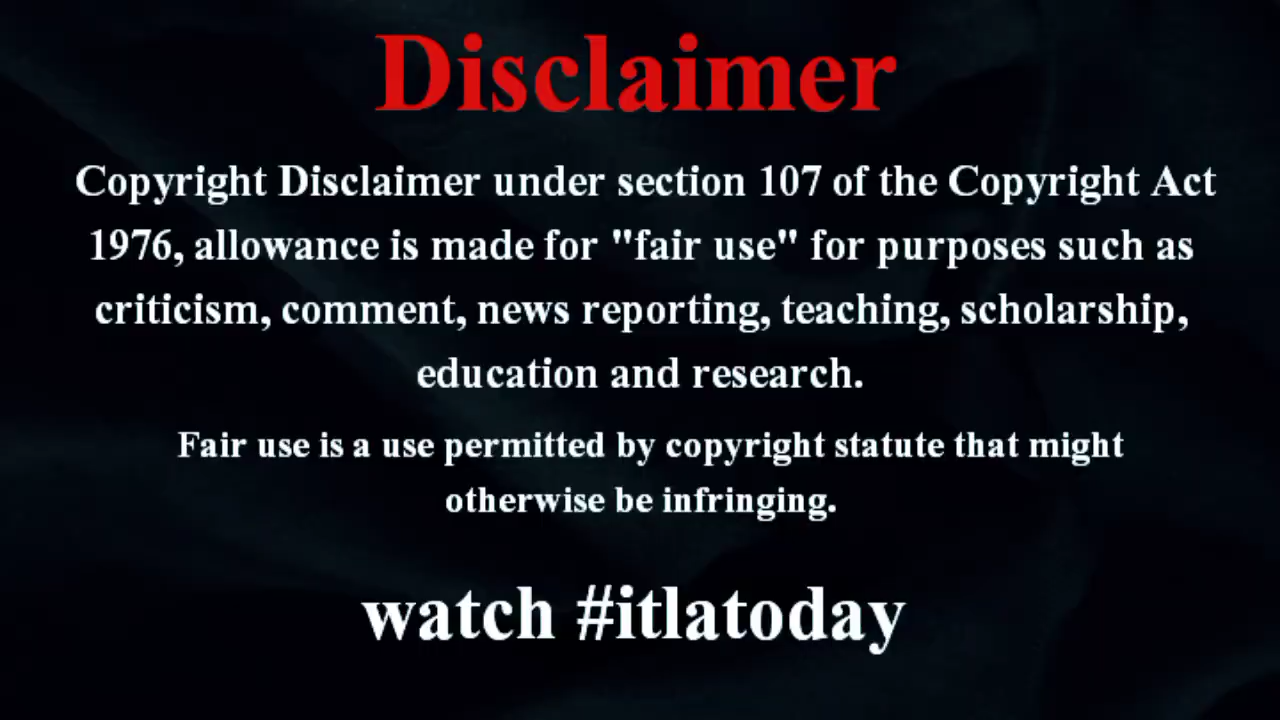 Disclaimer
Copyright Disclaimer under section 107 of the Copyright Act
1976, allowance is made for "fair use" for purposes such as
criticism, comment, news reporting, teaching, scholarship,
education and research.
Fair use is a use permitted by copyright statute that might
otherwise be infringing.
watch #itlatoday